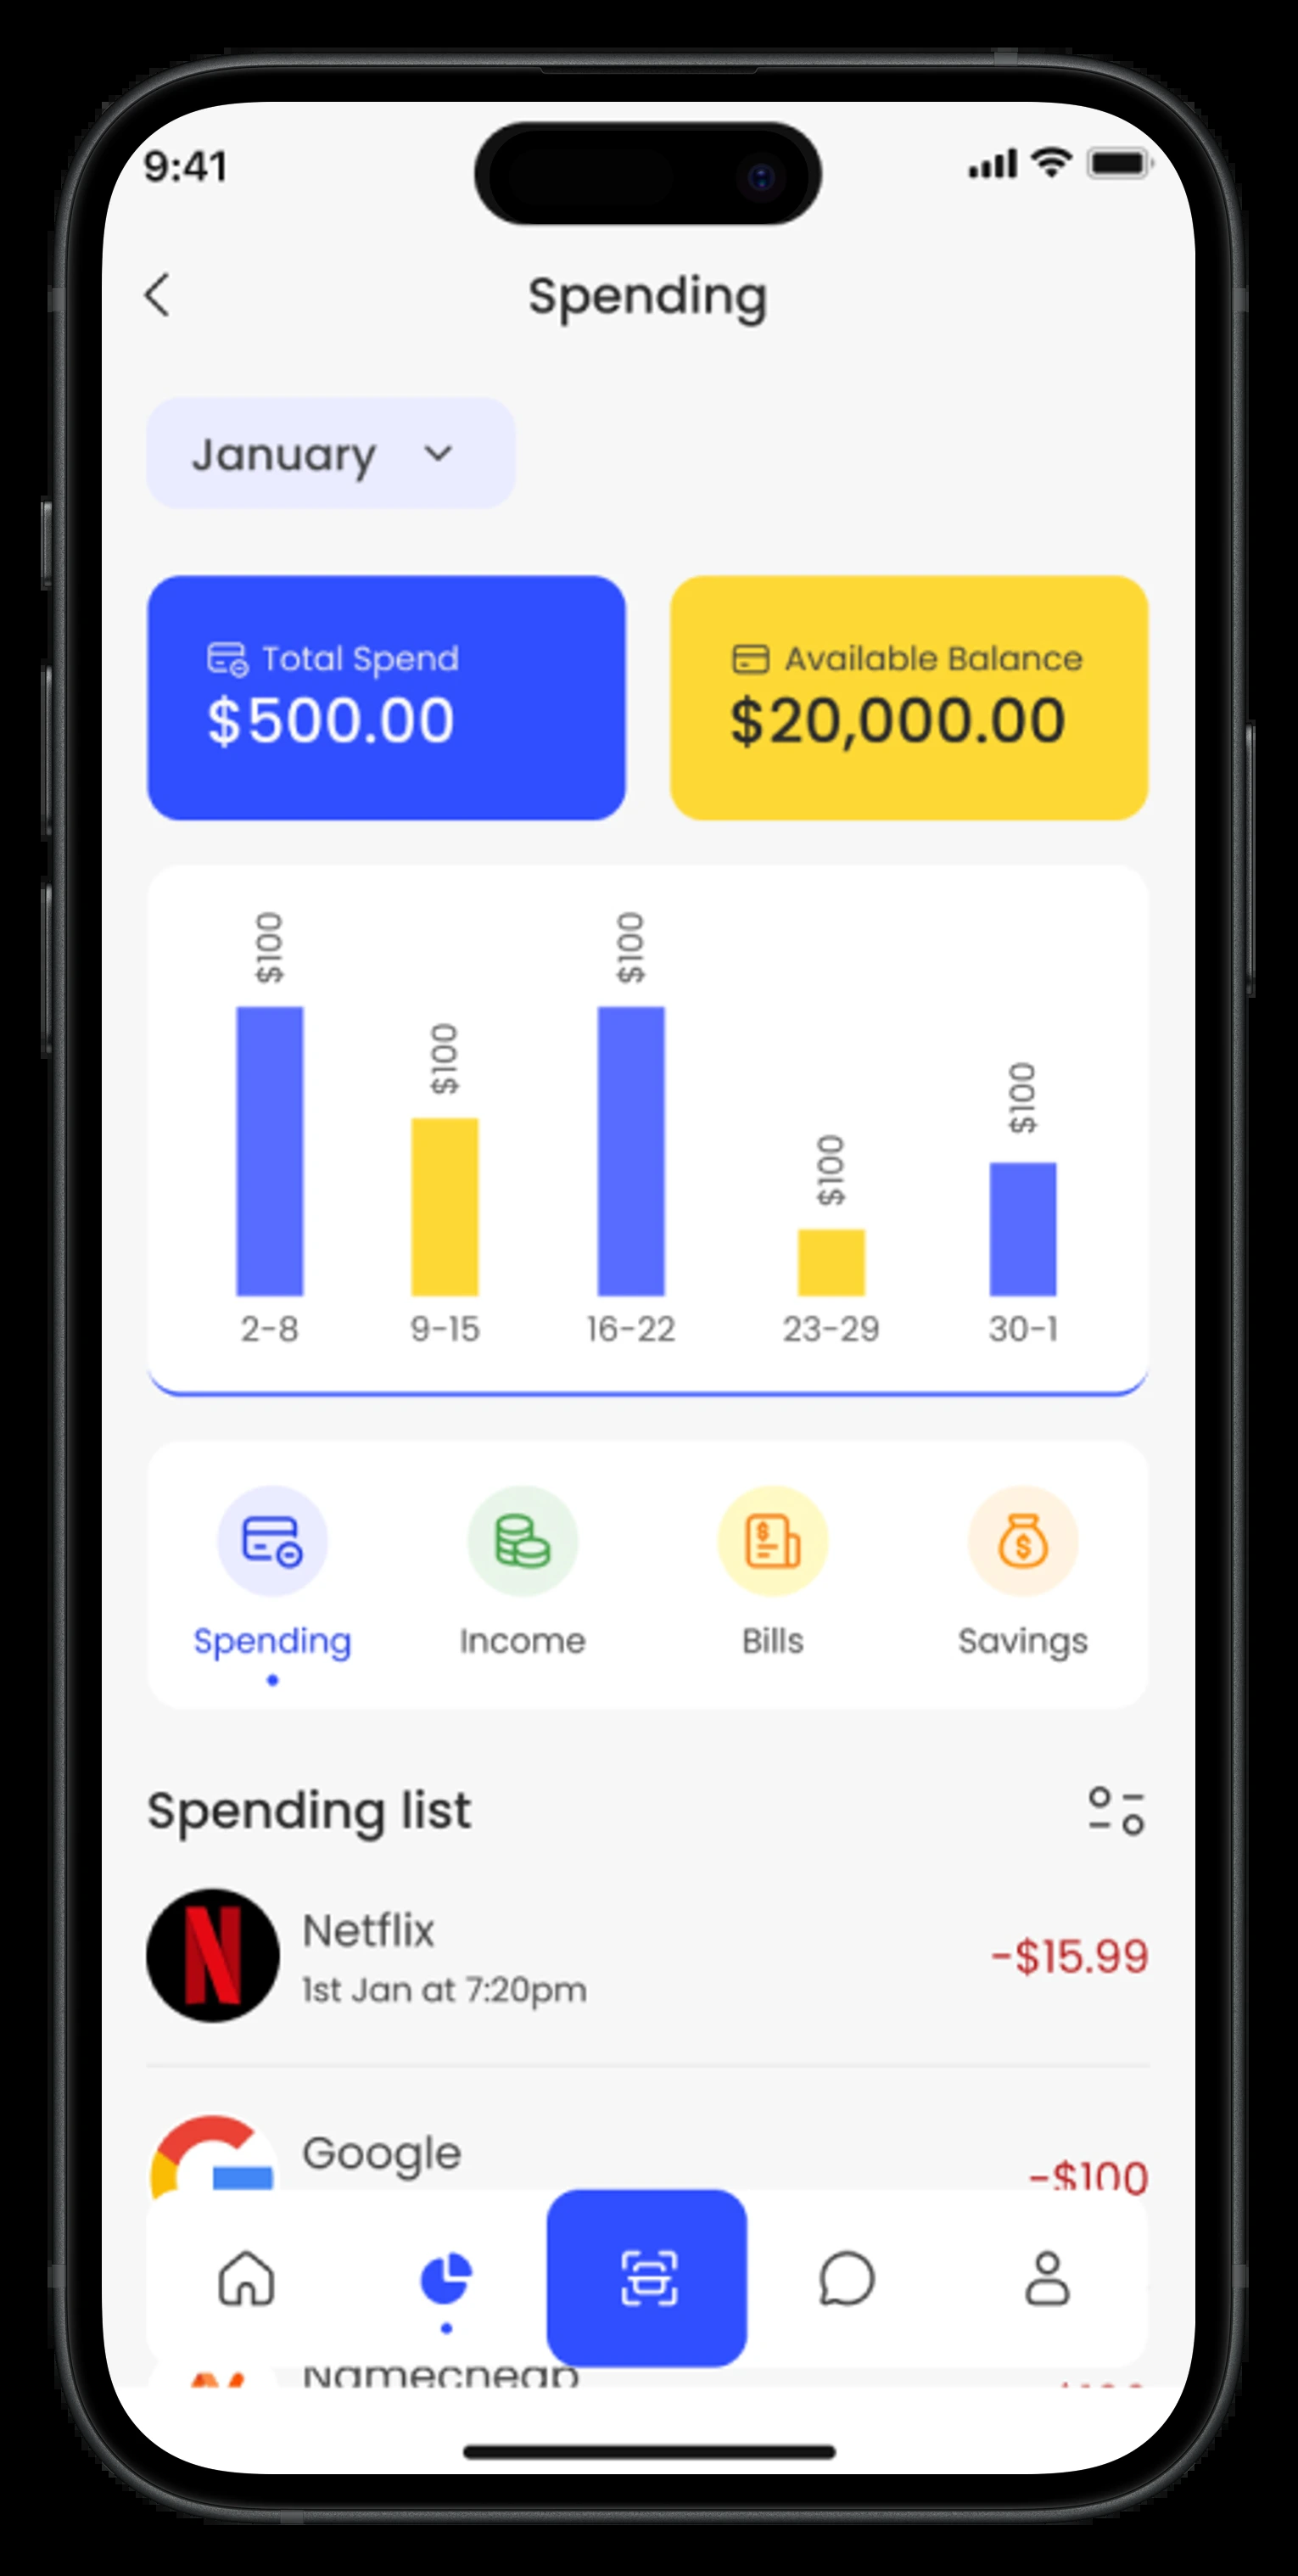 9:41
Spending
January
Total Spend
$500.00
Available Balance
$20,000.00
$100
$100
$100
$100
$100
2-8
9-15
16-22
23-29
30-1
Spending
Income
Bills
Savings
Spending list
Netflix
1st Jan at 7:20pm
-$15.99
Google
-$100
Namecheap